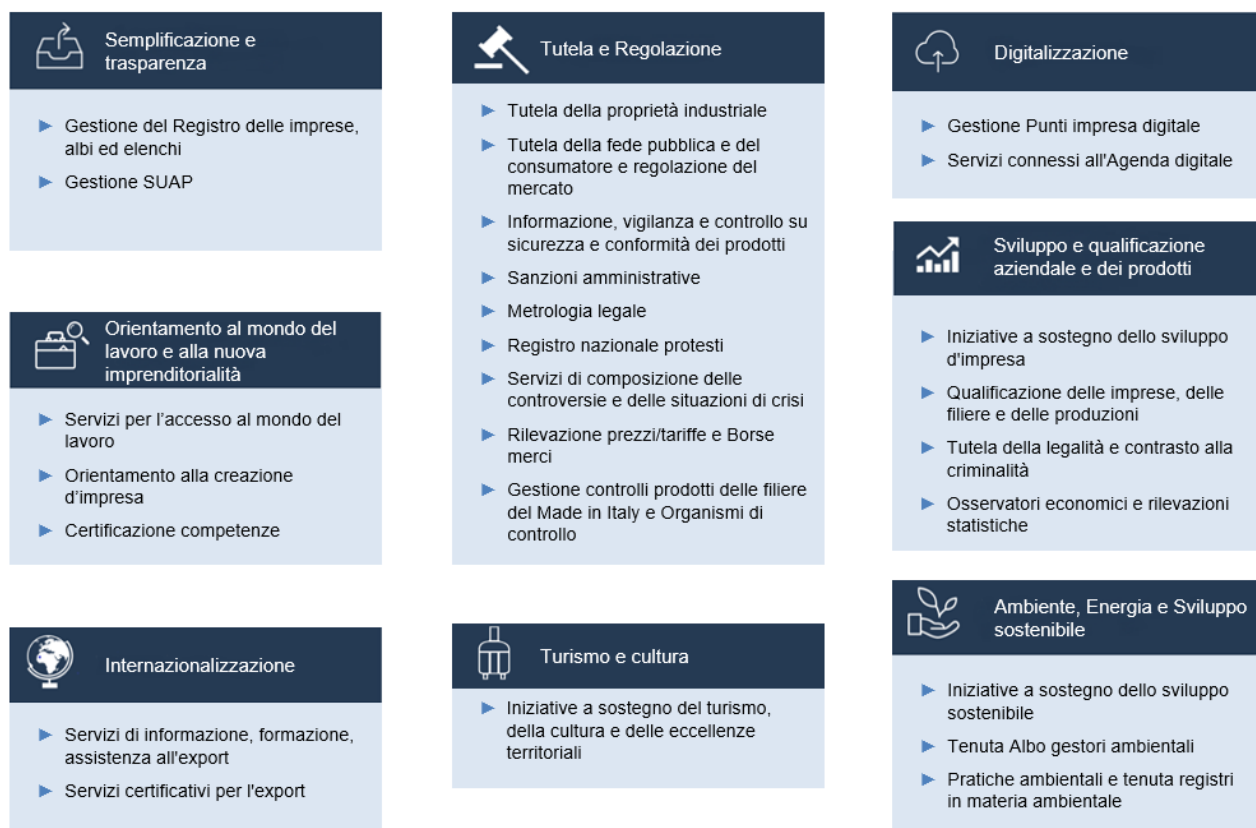 Semplificazione e
trasparenza
Gestione del Registro delle imprese,
albi ed elenchi
Gestione SUAP
Orientamento al mondo del
lavoro e alla nuova
imprenditorialità
Servizi per l’accesso al mondo del
lavoro
Orientamento alla creazione
d’impresa
Certificazione competenze
Internazionalizzazione
Servizi di informazione, formazione,
assistenza all'export
Servizi certificativi per l'export
Tutela e Regolazione
Tutela della proprietà industriale
Tutela della fede pubblica e del
consumatore e regolazione del
mercato
Informazione, vigilanza e controllo su
sicurezza e conformità dei prodotti
Sanzioni amministrative
Metrologia legale
Registro nazionale protesti
Servizi di composizione delle
controversie e delle situazioni di crisi
Rilevazione prezzi/tariffe e Borse
merci
Gestione controlli prodotti delle filiere
del Made in Italy e Organismi di
controllo
Turismo e cultura
Iniziative a sostegno del turismo,
della cultura e delle eccellenze
territoriali
Digitalizzazione
Gestione Punti impresa digitale
Servizi connessi all'Agenda digitale
Sviluppo e qualificazione
aziendale e dei prodotti
Iniziative a sostegno dello sviluppo
d'impresa
Qualificazione delle imprese, delle
filiere e delle produzioni
Tutela della legalità e contrasto alla
criminalità
Osservatori economici e rilevazioni
statistiche
Ambiente, Energia e Sviluppo
sostenibile
Iniziative a sostegno dello sviluppo
sostenibile
Tenuta Albo gestori ambientali
Pratiche ambientali e tenuta registri
in materia ambientale